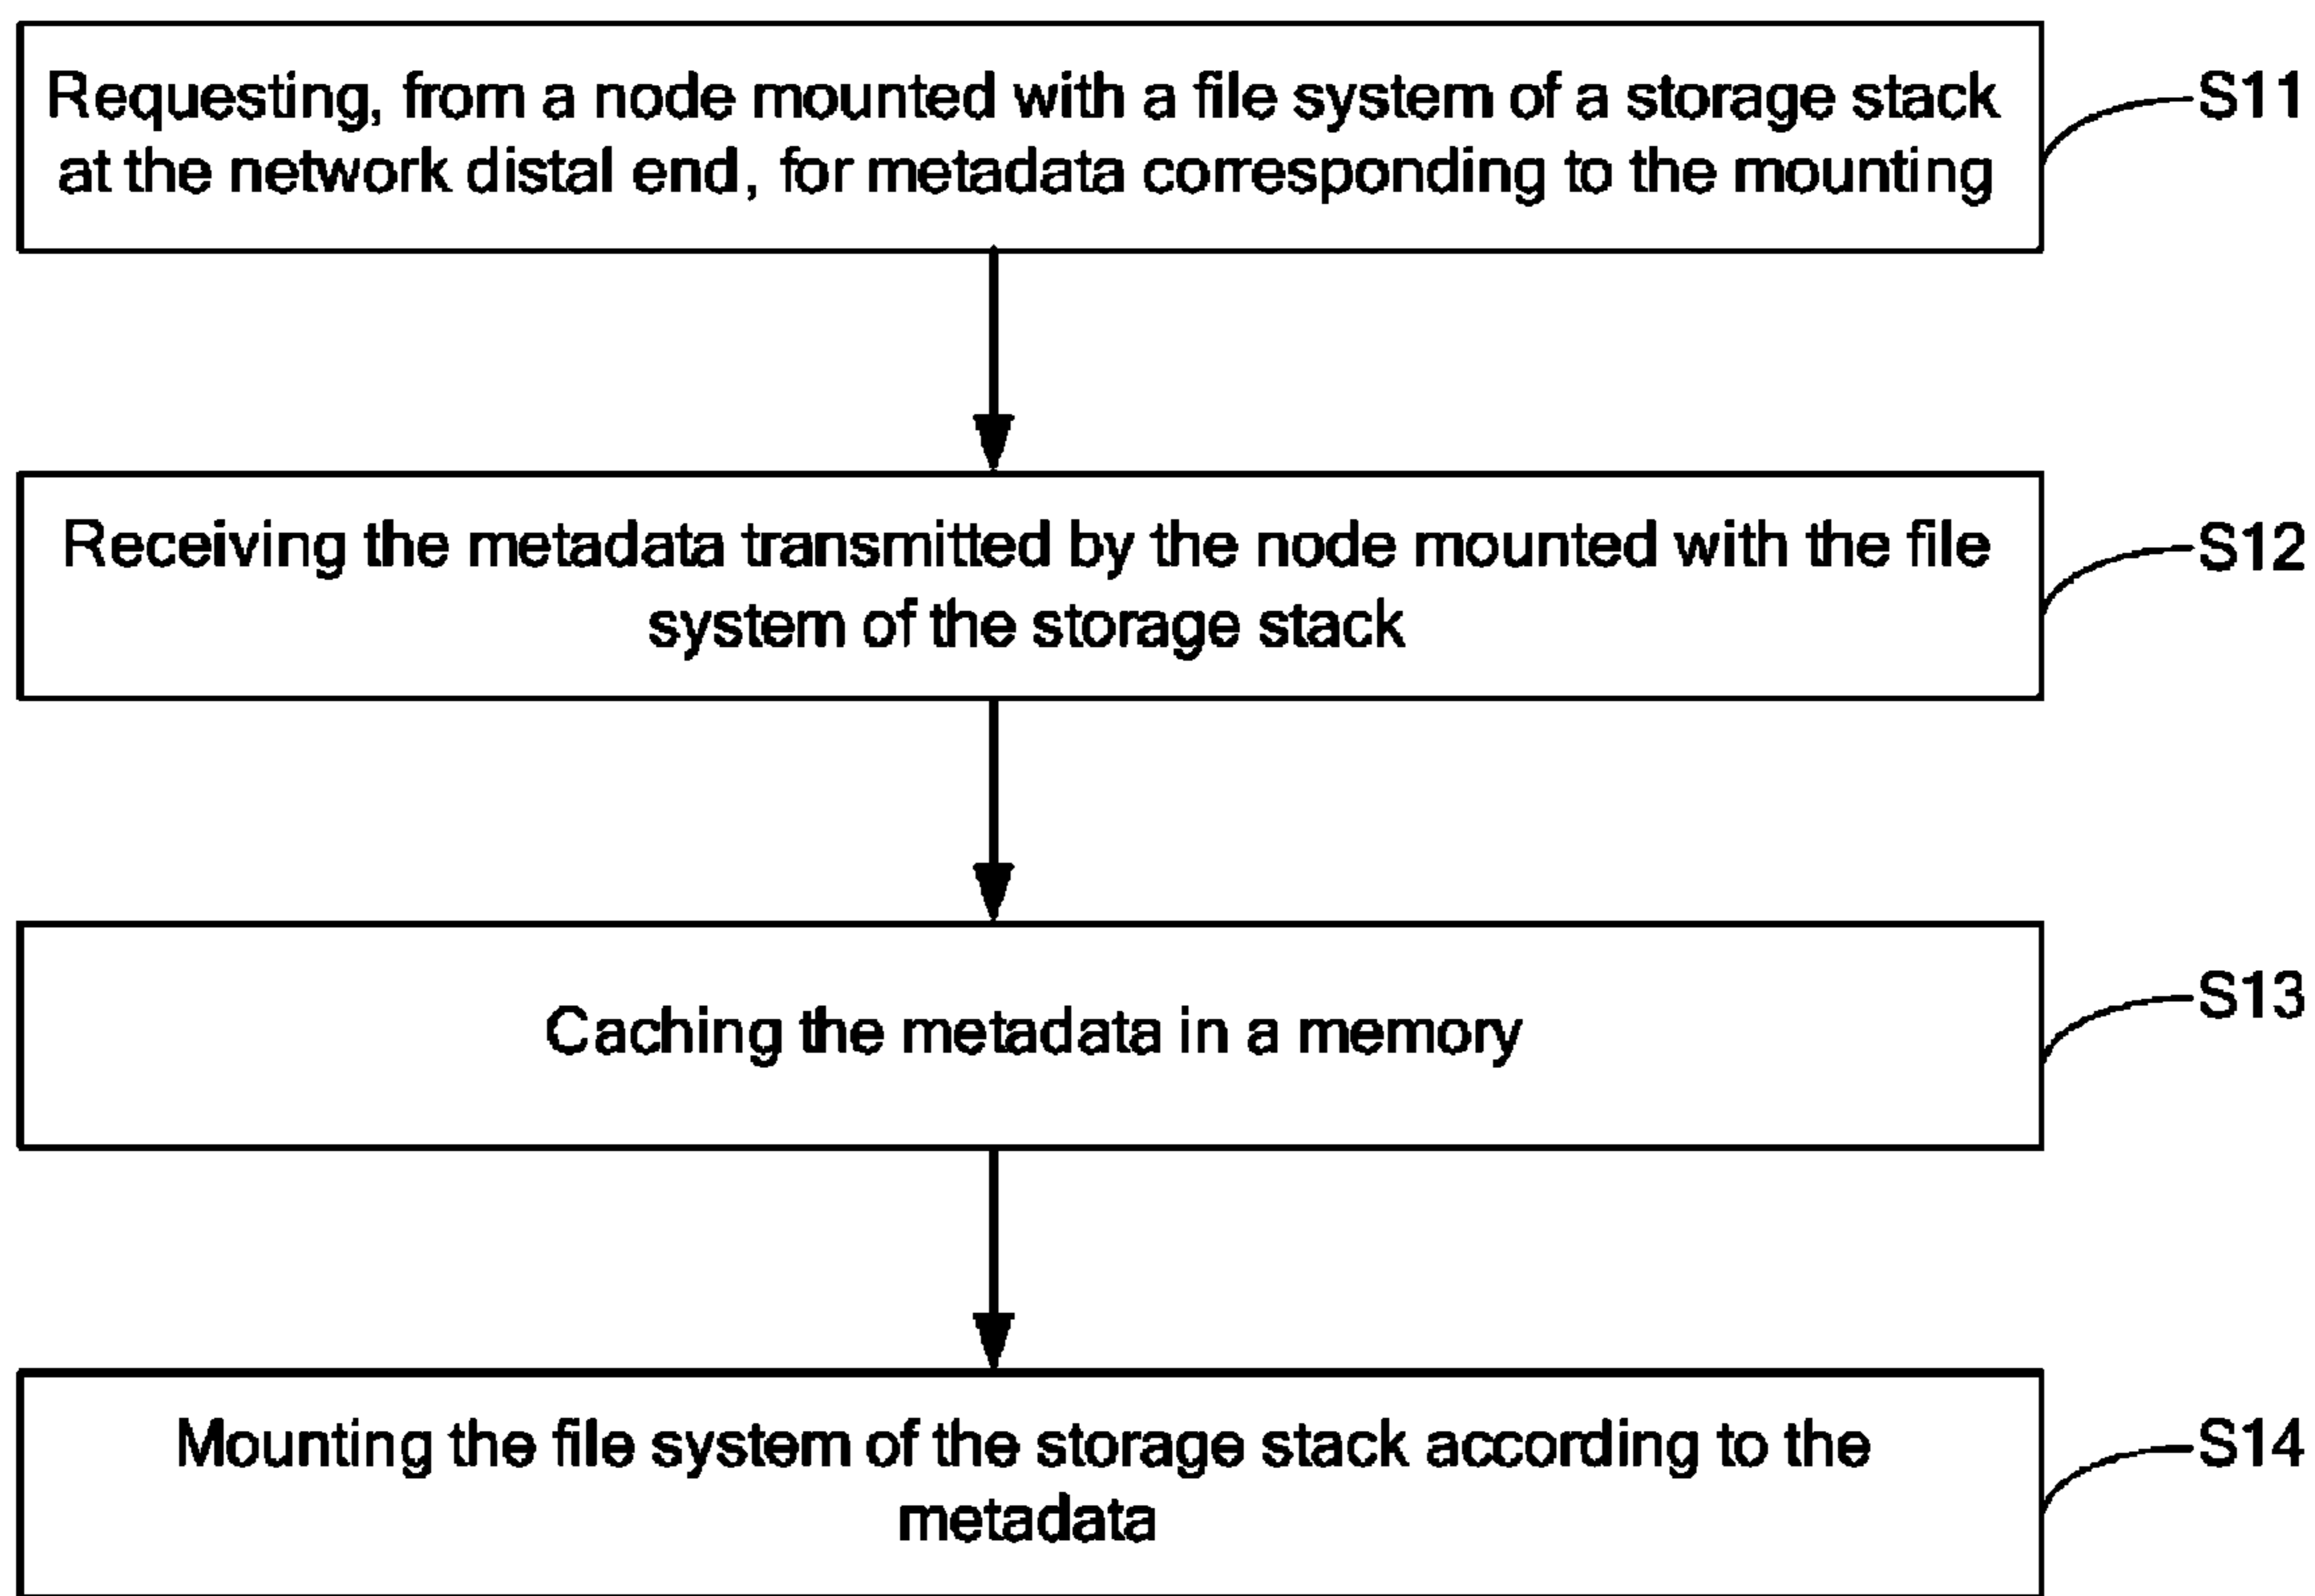 Requesting, from a node mounted with a file system of a storage stack
at the network distal end, for metadata corresponding to the mounting
S11
Receiving the metadata transmitted by the node mounted with the file
system of the storage stack
S12
Caching the metadata in a memory
S13
Mounting the file system of the storage stack according to the
metadata
S14